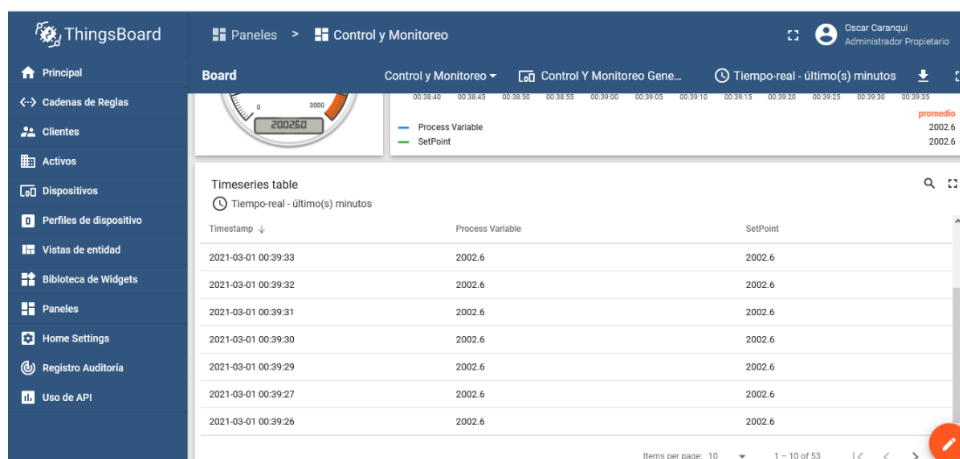 ThingsBoard
Paneles > Control y Monitoreo
Oscar Caranqui
Administrador Propietario
Principal
Cadenas de Reglas
Clientes
Activos
Dispositivos
Perfiles de dispositivo
Vistas de entidad
Bibloteca de Widgets
Paneles
Home Settings
Registro Auditoría
Uso de API
Board
Control y Monitoreo
Control Y Monitoreo Gene...
Tiempo-real - último(s) minutos
0 3000
200260
00:38:40 00:38:45 00:38:50 00:38:55 00:39:00 00:39:05 00:39:10 00:39:15 00:39:20 00:39:25 00:39:30 00:39:35
promedio
Process Variable 2002.6
SetPoint 2002.6
Timeseries table
Tiempo-real - último(s) minutos
Timestamp ↓ Process Variable SetPoint
2021-03-01 00:39:33 2002.6 2002.6
2021-03-01 00:39:32 2002.6 2002.6
2021-03-01 00:39:31 2002.6 2002.6
2021-03-01 00:39:30 2002.6 2002.6
2021-03-01 00:39:29 2002.6 2002.6
2021-03-01 00:39:27 2002.6 2002.6
2021-03-01 00:39:26 2002.6 2002.6
Items per page: 10 1 – 10 of 53